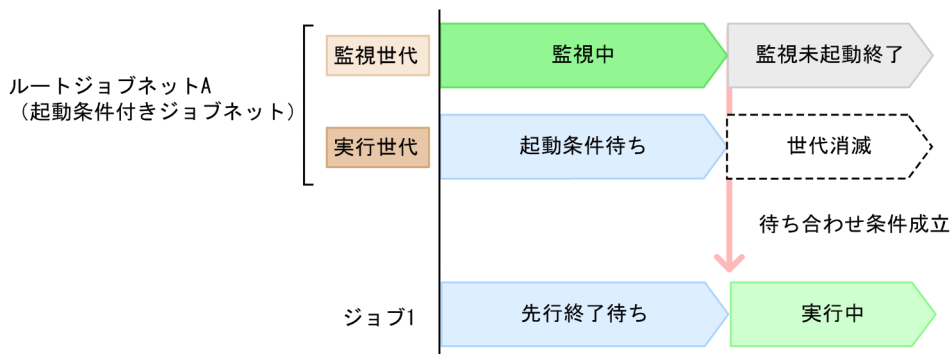 監視世代
監視中
監視未起動終了
ルートジョブネットA
（起動条件付きジョブネット）
実行世代
起動条件待ち
世代消滅
待ち合わせ条件成立
ジョブ1
先行終了待ち
実行中